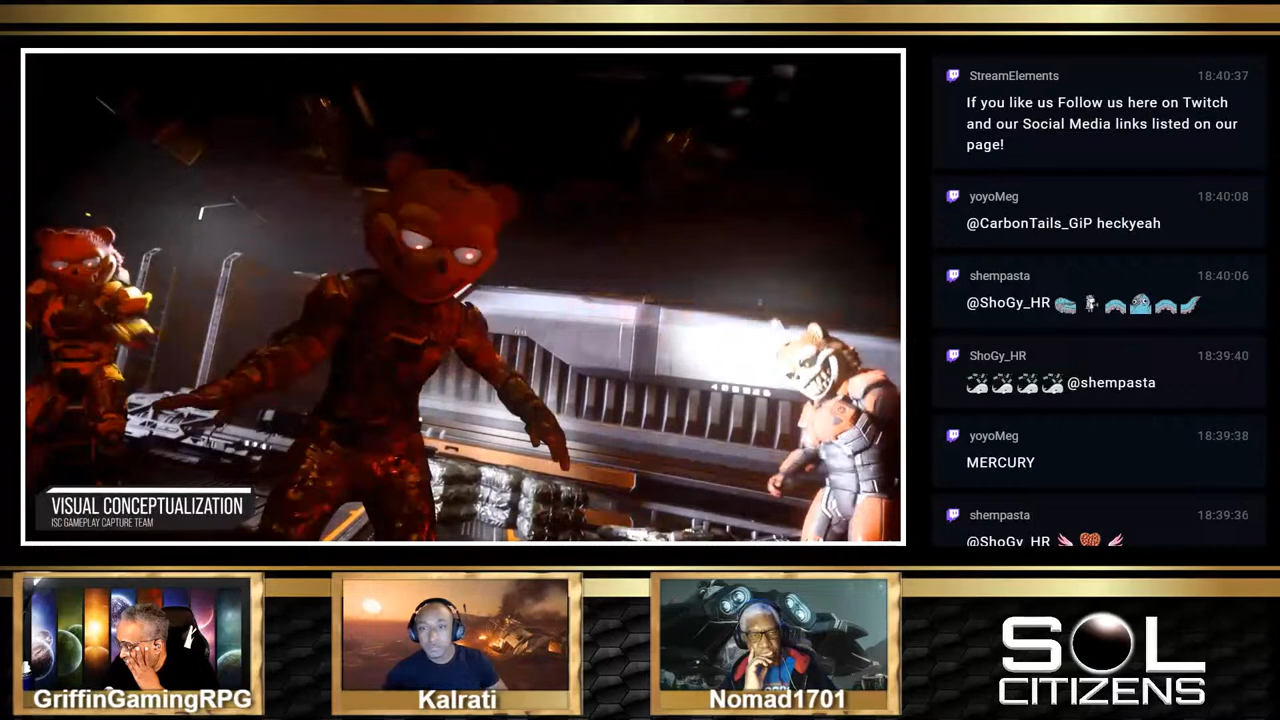 StreamElements 18:40:37
If you like us Follow us here on Twitch
and our Social Media links listed on our
page!
yoyoMeg 18:40:08
@CarbonTails_GiP heckyeah
shempasta 18:40:06
@ShoGy_HR
ShoGy_HR 18:39:40
@shempasta
yoyoMeg 18:39:38
MERCURY
shempasta 18:39:36
@ShoGy_HR
VISUAL CONCEPTUALIZATION
ISC GAMEPLAY CAPTURE TEAM
GriffinGamingRPG
Kalrati
Nomad1701
SOL
CITIZENS